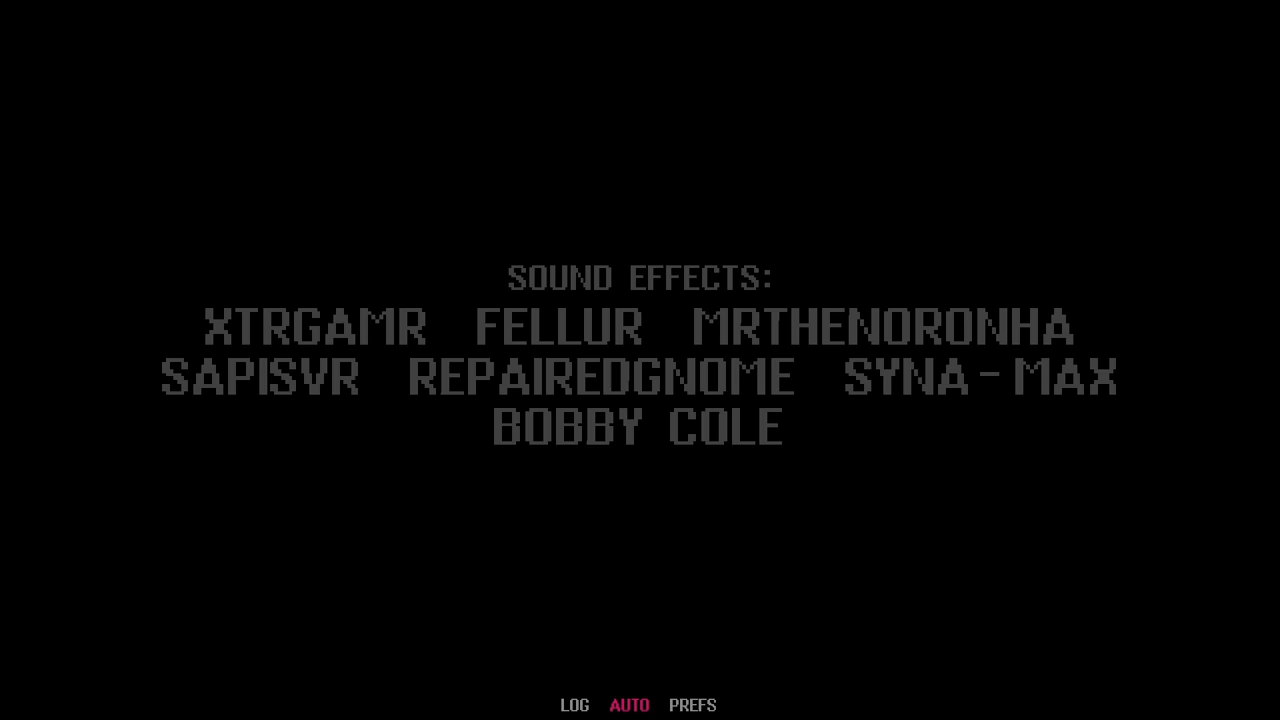 SOUND EFFECTS:
XTRGAMR FELLUR MRTHENORONHA
SAPISVR REPAIREDGNOME SYNA-MAX
BOBBY COLE
LOG AUTO PREFS